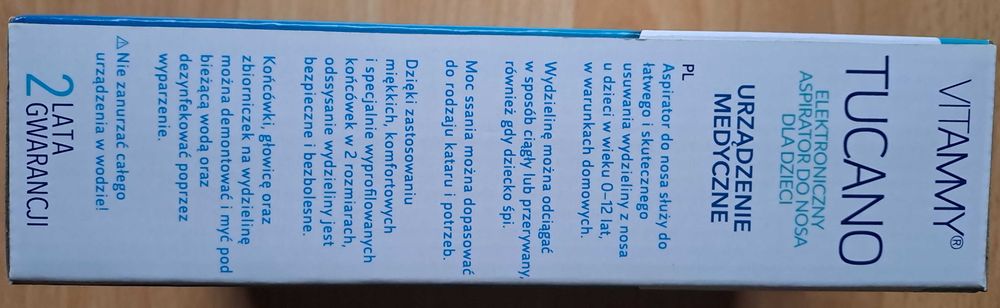 VITAMMY®
TUCANO
ELEKTRONICZNY
ASPIRATOR DO NOSA
DLA DZIECI
URZĄDZENIE
MEDYCZNE
PL
Aspirator do nosa służy do
łatwego i skutecznego
usuwania wydzieliny z nosa
u dzieci w wieku 0–12 lat,
w warunkach domowych.
Wydzielinę można odciągać
w sposób ciągły lub przerywany,
również gdy dziecko śpi.
Moc ssania można dopasować
do rodzaju kataru i potrzeb.
Dzięki zastosowaniu
miękkich, komfortowych
i specjalnie wyprofilowanych
końcówek w 2 rozmiarach,
odssysanie wydzieliny jest
bezpieczne i bezbolesne.
Końcówki, głowicę oraz
zbiorniczek na wydzielinę
można demontować i myć pod
bieżącą wodą oraz
dezynfekować poprzez
wyparzenie.
⚠ Nie zanurzać całego
urządzenia w wodzie!
2 LATA
GWARANCJI